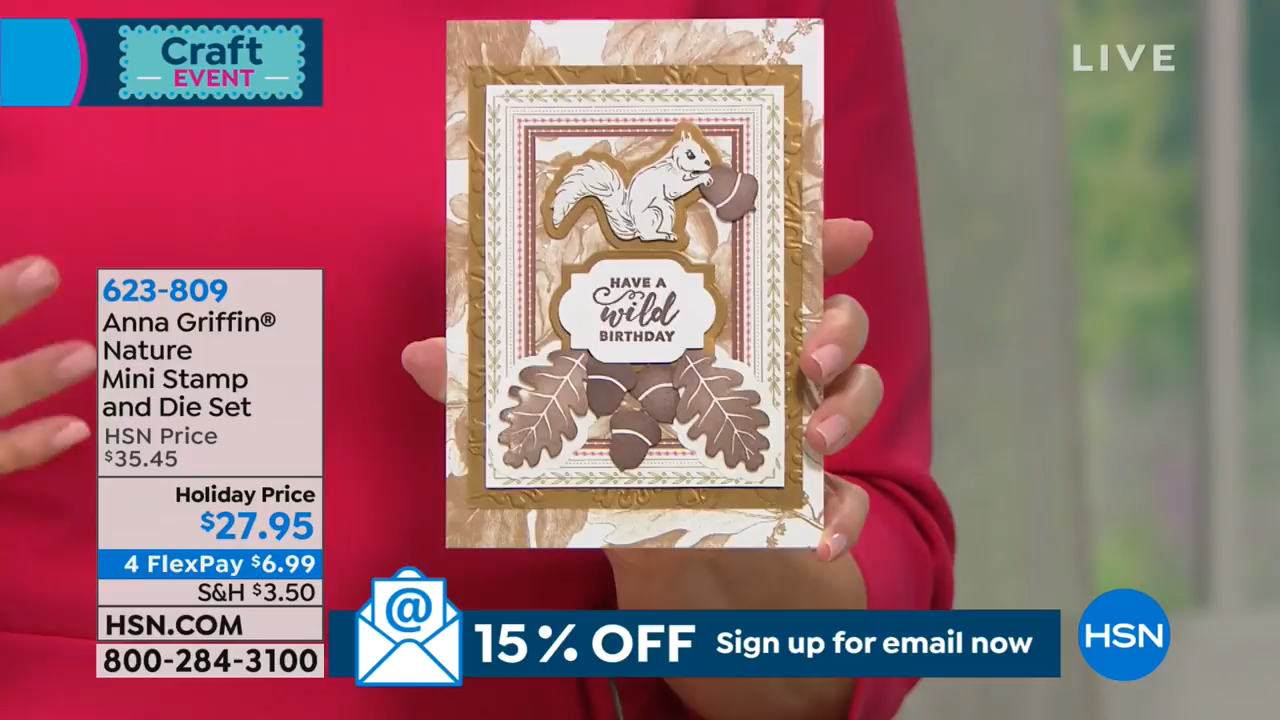 Craft
EVENT
LIVE
HAVE A
wild
BIRTHDAY
623-809
Anna Griffin®
Nature
Mini Stamp
and Die Set
HSN Price
$35.45
Holiday Price
$27.95
4 FlexPay $6.99
S&H $3.50
HSN.COM
800-284-3100
@
15% OFF Sign up for email now
HSN